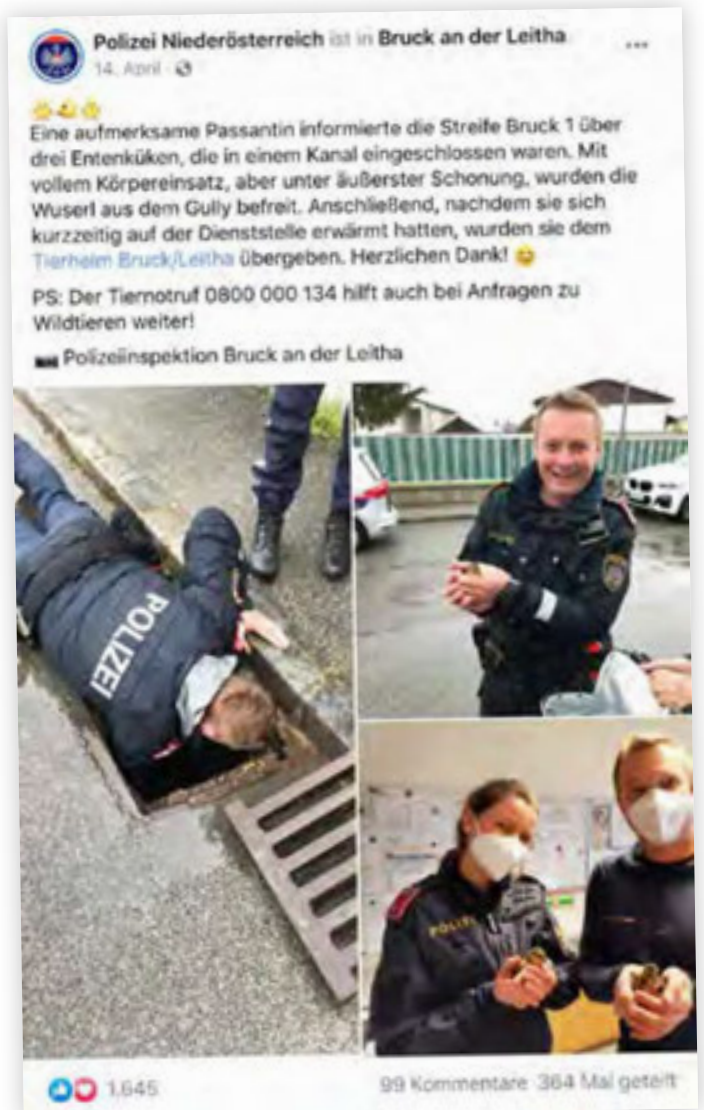 Polizei Niederösterreich ist in Bruck an der Leitha
14. April
Eine aufmerksame Passantin informierte die Streife Bruck 1 über
drei Entenküken, die in einem Kanal eingeschlossen waren. Mit
vollem Körpereinsatz, aber unter äußerster Schonung, wurden die
Wuserl aus dem Gully befreit. Anschließend, nachdem sie sich
kurzzeitig auf der Dienststelle erwärmt hatten, wurden sie dem
Tierheim Bruck/Leitha übergeben. Herzlichen Dank!
PS: Der Tiernotruf 0800 000 134 hilft auch bei Anfragen zu
Wildtieren weiter!
Polizeiinspektion Bruck an der Leitha
POLIZEI
POLIZEI
1.645
99 Kommentare 364 Mal geteilt